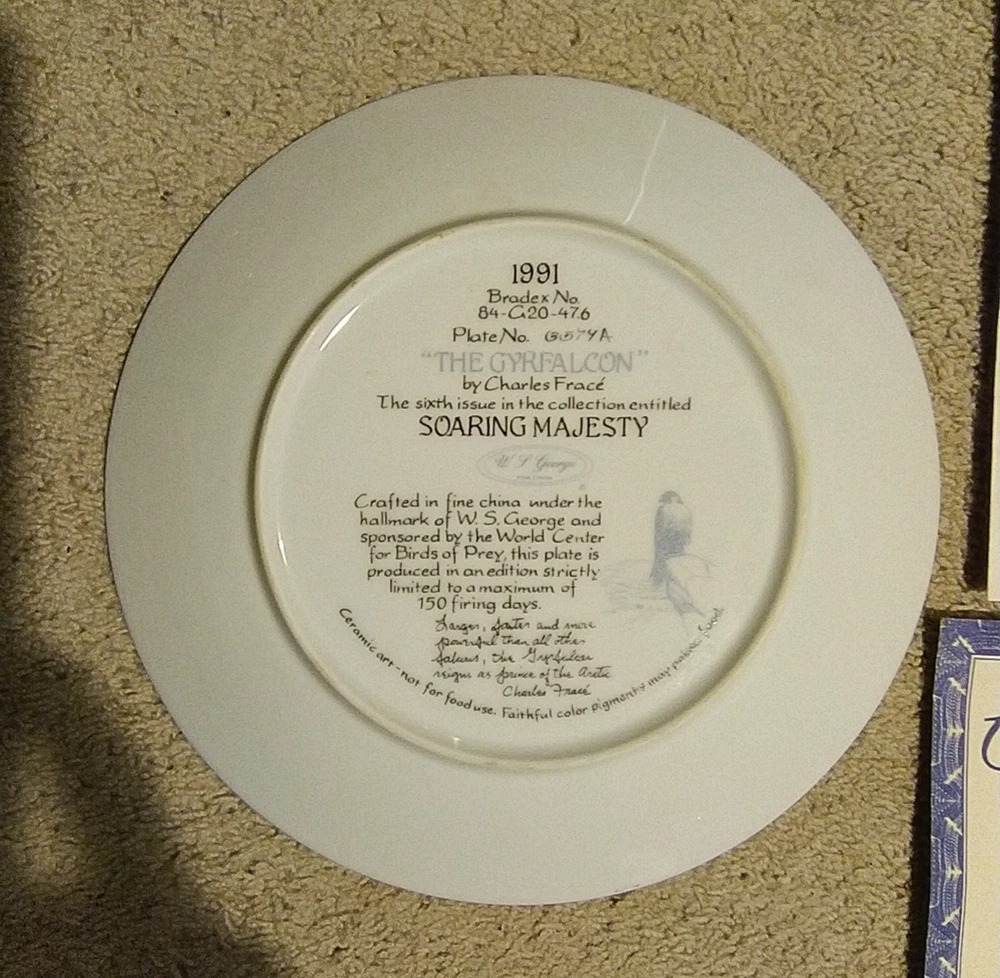 1991
Bradex No.
84-G20-47.6
Plate No. G574A
"THE GYRFALCON"
by Charles Fracé
The sixth issue in the collection entitled
SOARING MAJESTY
W. S. George
Crafted in fine china under the
hallmark of W. S. George and
sponsored by the World Center
for Birds of Prey, this plate is
produced in an edition strictly
limited to a maximum of
150 firing days.
Larger, faster and more
powerful than all other
falcons, the Gyrfalcon
reigns as prince of the Arctic
Charles Fracé
Ceramic art - not for food use. Faithful color pigments may poison food.